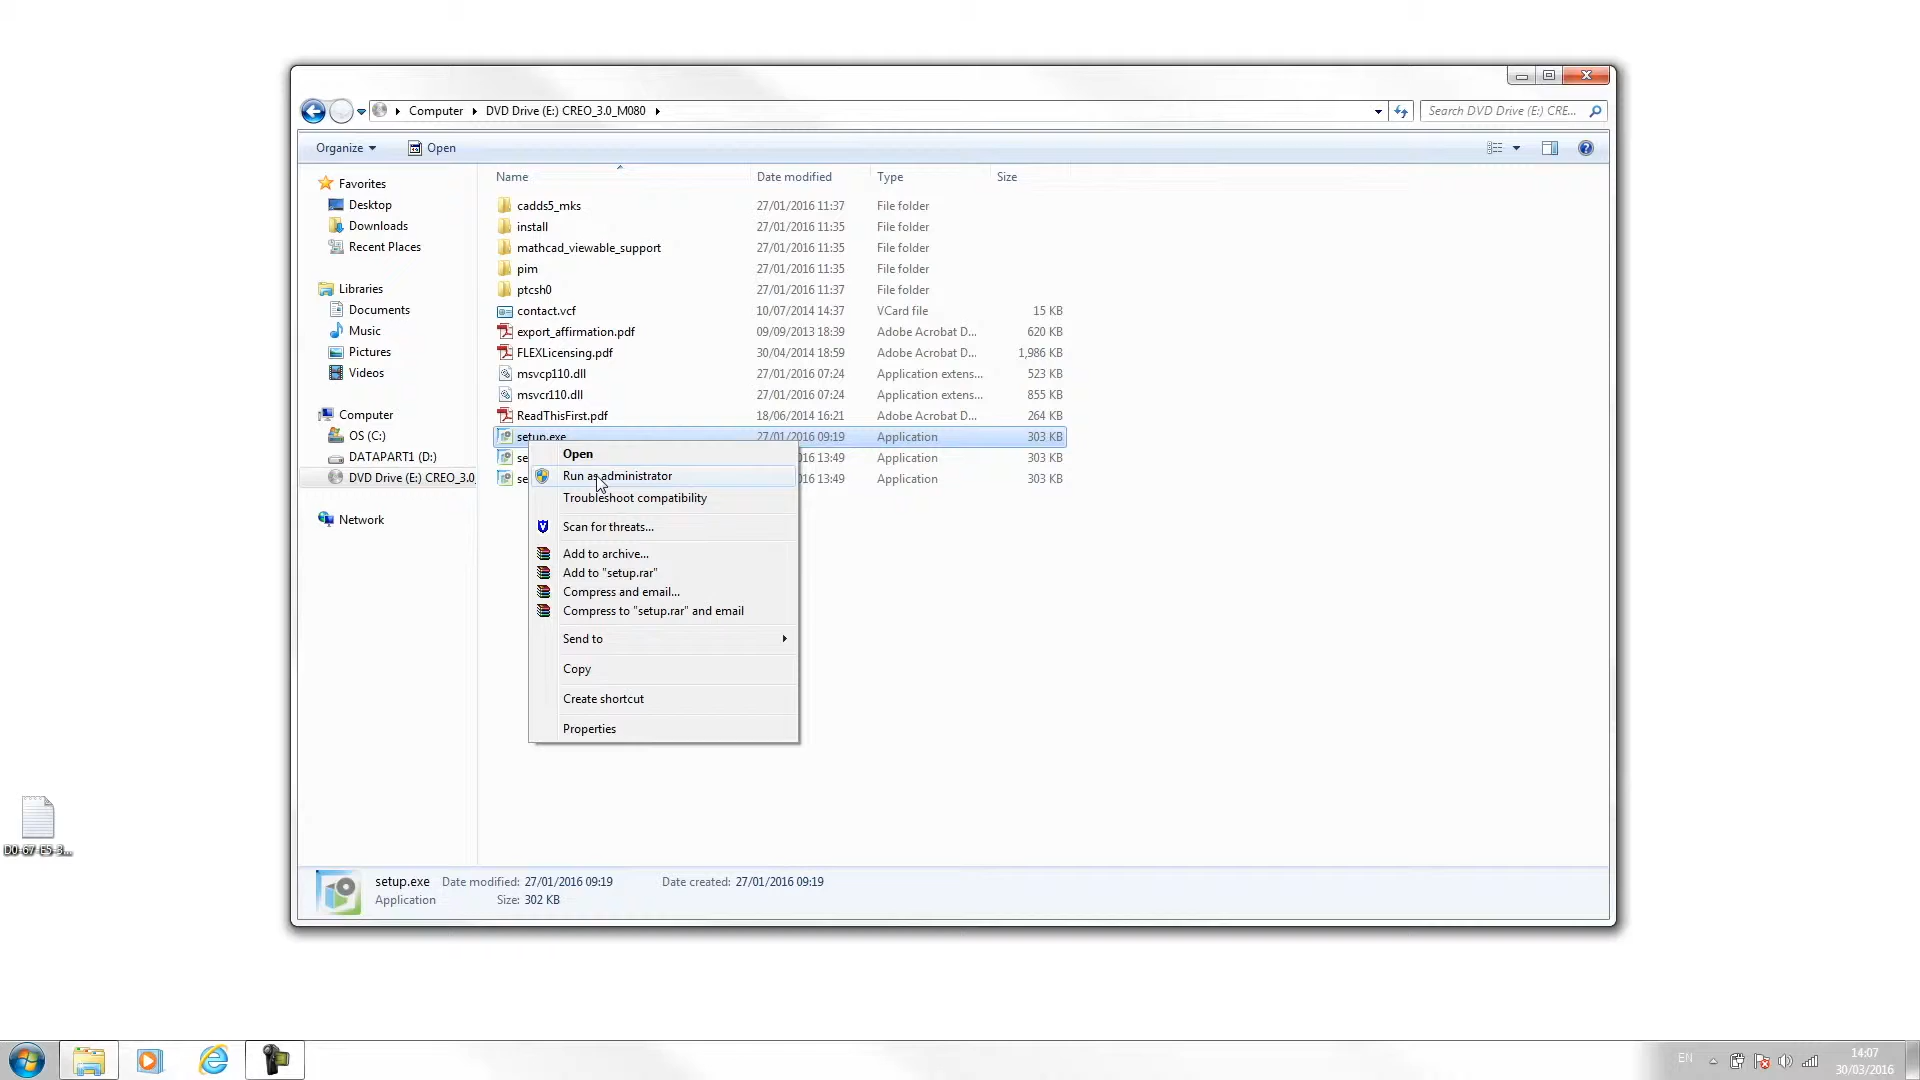 Computer ▸ DVD Drive (E:) CREO_3.0_M080 ▸
Search DVD Drive (E:) CRE...
Organize
Open
Name Date modified Type Size
Favorites
Desktop
Downloads
Recent Places
Libraries
Documents
Music
Pictures
Videos
Computer
OS (C:)
DATAPART1 (D:)
DVD Drive (E:) CREO_3.0_
Network
cadds5_mks 27/01/2016 11:37 File folder
install 27/01/2016 11:35 File folder
mathcad_viewable_support 27/01/2016 11:35 File folder
pim 27/01/2016 11:35 File folder
ptcsh0 27/01/2016 11:37 File folder
contact.vcf 10/07/2014 14:37 VCard file 15 KB
export_affirmation.pdf 09/09/2013 18:39 Adobe Acrobat D... 620 KB
FLEXLicensing.pdf 30/04/2014 18:59 Adobe Acrobat D... 1,986 KB
msvcp110.dll 27/01/2016 07:24 Application extens... 523 KB
msvcr110.dll 27/01/2016 07:24 Application extens... 855 KB
ReadThisFirst.pdf 18/06/2014 16:21 Adobe Acrobat D... 264 KB
setup.exe 27/01/2016 09:19 Application 303 KB
se 016 13:49 Application 303 KB
se 016 13:49 Application 303 KB
Open
Run as administrator
Troubleshoot compatibility
Scan for threats...
Add to archive...
Add to "setup.rar"
Compress and email...
Compress to "setup.rar" and email
Send to
Copy
Create shortcut
Properties
D0-67-E5-3...
setup.exe Date modified: 27/01/2016 09:19 Date created: 27/01/2016 09:19
Application Size: 302 KB
EN
14:07
30/03/2016